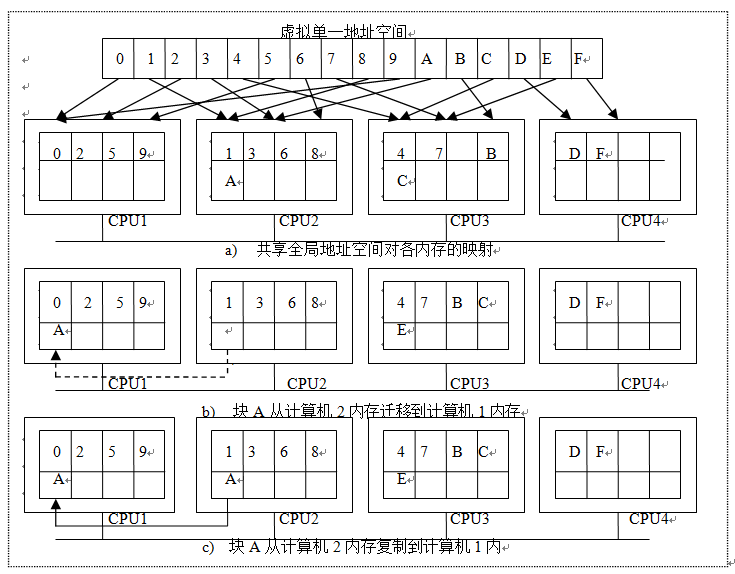 虚拟单一地址空间
0 1 2 3 4 5 6 7 8 9 A B C D E F
0 2 5 9 1 3 6 8 4 7 B D F
A C
CPU1 CPU2 CPU3 CPU4
a) 共享全局地址空间对各内存的映射
0 2 5 9 1 3 6 8 4 7 B C D F
A E
CPU1 CPU2 CPU3 CPU4
b) 块 A 从计算机 2 内存迁移到计算机 1 内存
0 2 5 9 1 3 6 8 4 7 B C D F
A A E
CPU1 CPU2 CPU3 CPU4
c) 块 A 从计算机 2 内存复制到计算机 1 内